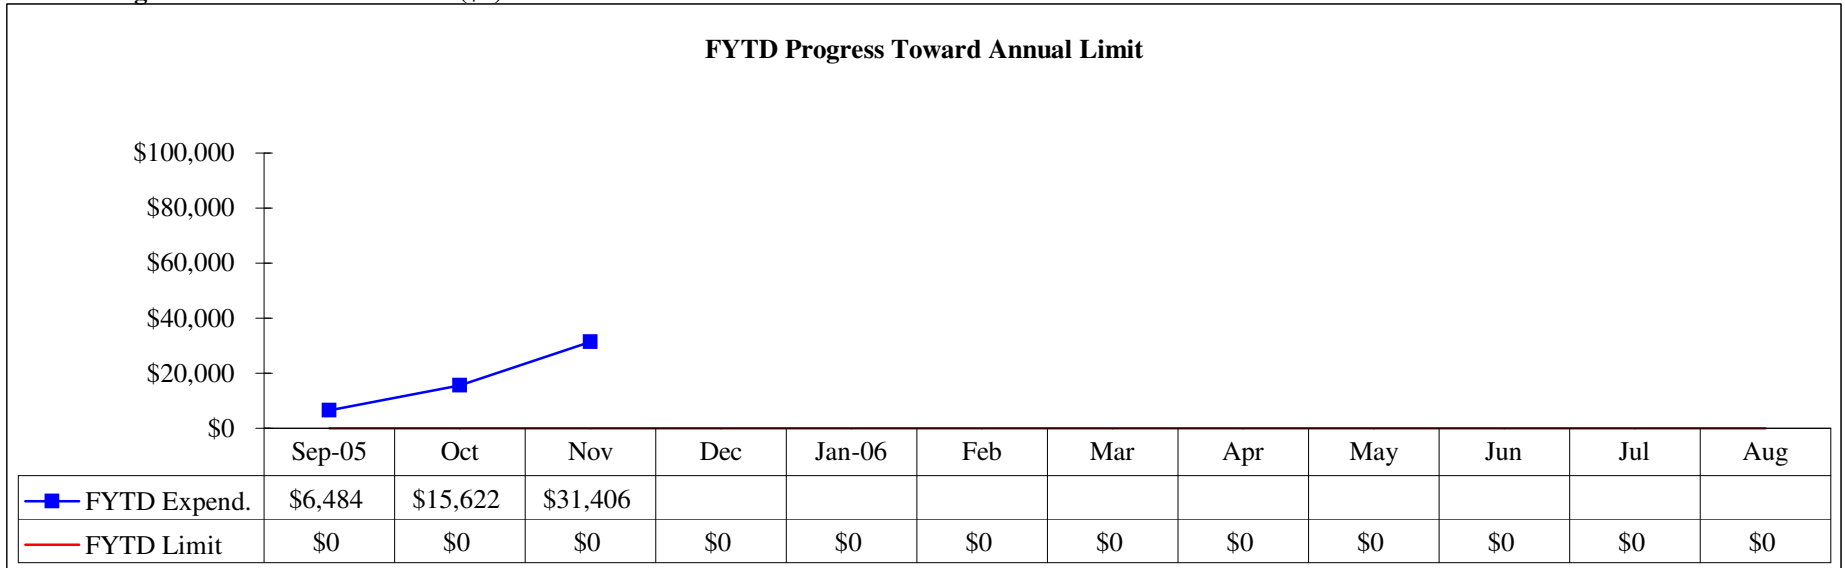 FYTD Progress Toward Annual Limit
$100,000
$80,000
$60,000
$40,000
$20,000
$0
Sep-05 Oct Nov Dec Jan-06 Feb Mar Apr May Jun Jul Aug
FYTD Expend. $6,484 $15,622 $31,406
FYTD Limit $0 $0 $0 $0 $0 $0 $0 $0 $0 $0 $0 $0